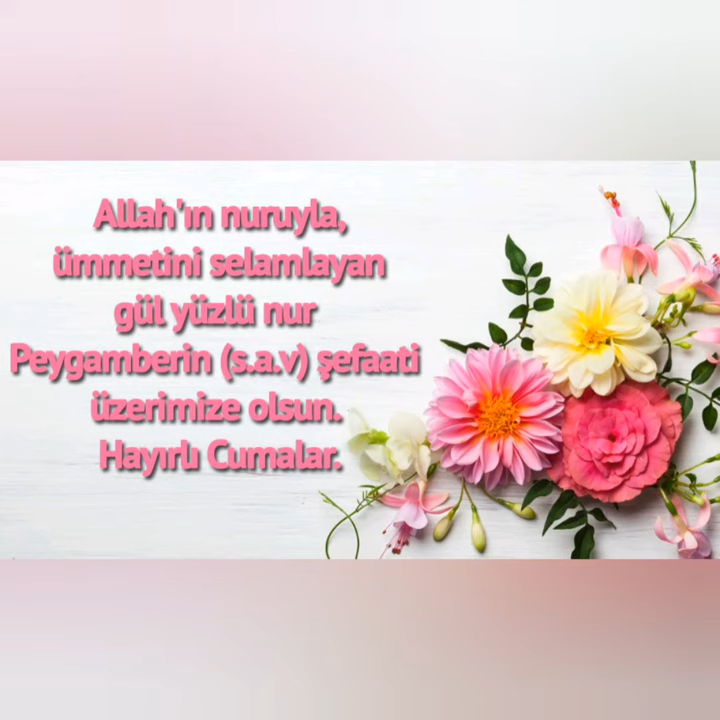 Allah'ın nuruyla,
ümmetini selamlayan
gül yüzlü nur
Peygamberin (s.a.v) şefaati
üzerimize olsun.
Hayırlı Cumalar.